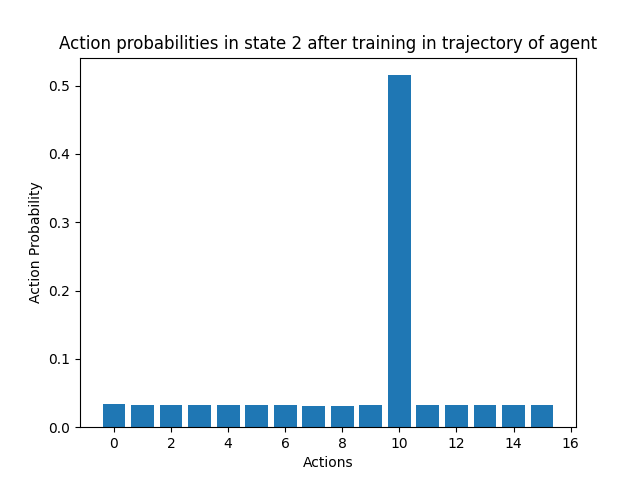 Action probabilities in state 2 after training in trajectory of agent
0.5
0.4
0.3
0.2
0.1
0.0
Action Probability
0 2 4 6 8 10 12 14 16
Actions